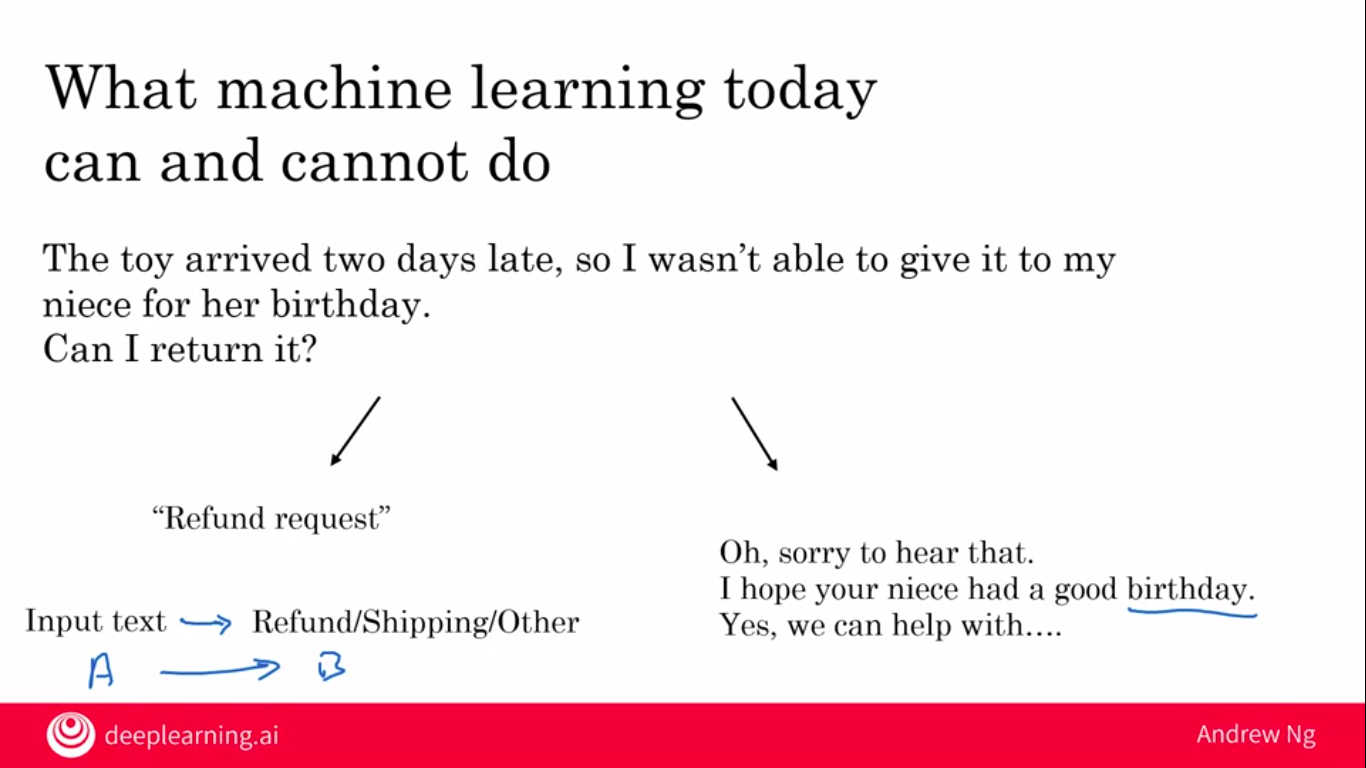 What machine learning today
can and cannot do
The toy arrived two days late, so I wasn’t able to give it to my
niece for her birthday.
Can I return it?
“Refund request”
Input text → Refund/Shipping/Other
A → B
Oh, sorry to hear that.
I hope your niece had a good birthday.
Yes, we can help with....
deeplearning.ai
Andrew Ng